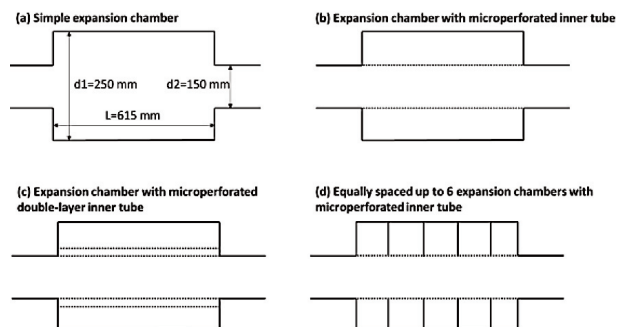 (a) Simple expansion chamber
(b) Expansion chamber with microperforated inner tube
d1=250 mm
d2=150 mm
L=615 mm
(c) Expansion chamber with microperforated
double-layer inner tube
(d) Equally spaced up to 6 expansion chambers with
microperforated inner tube